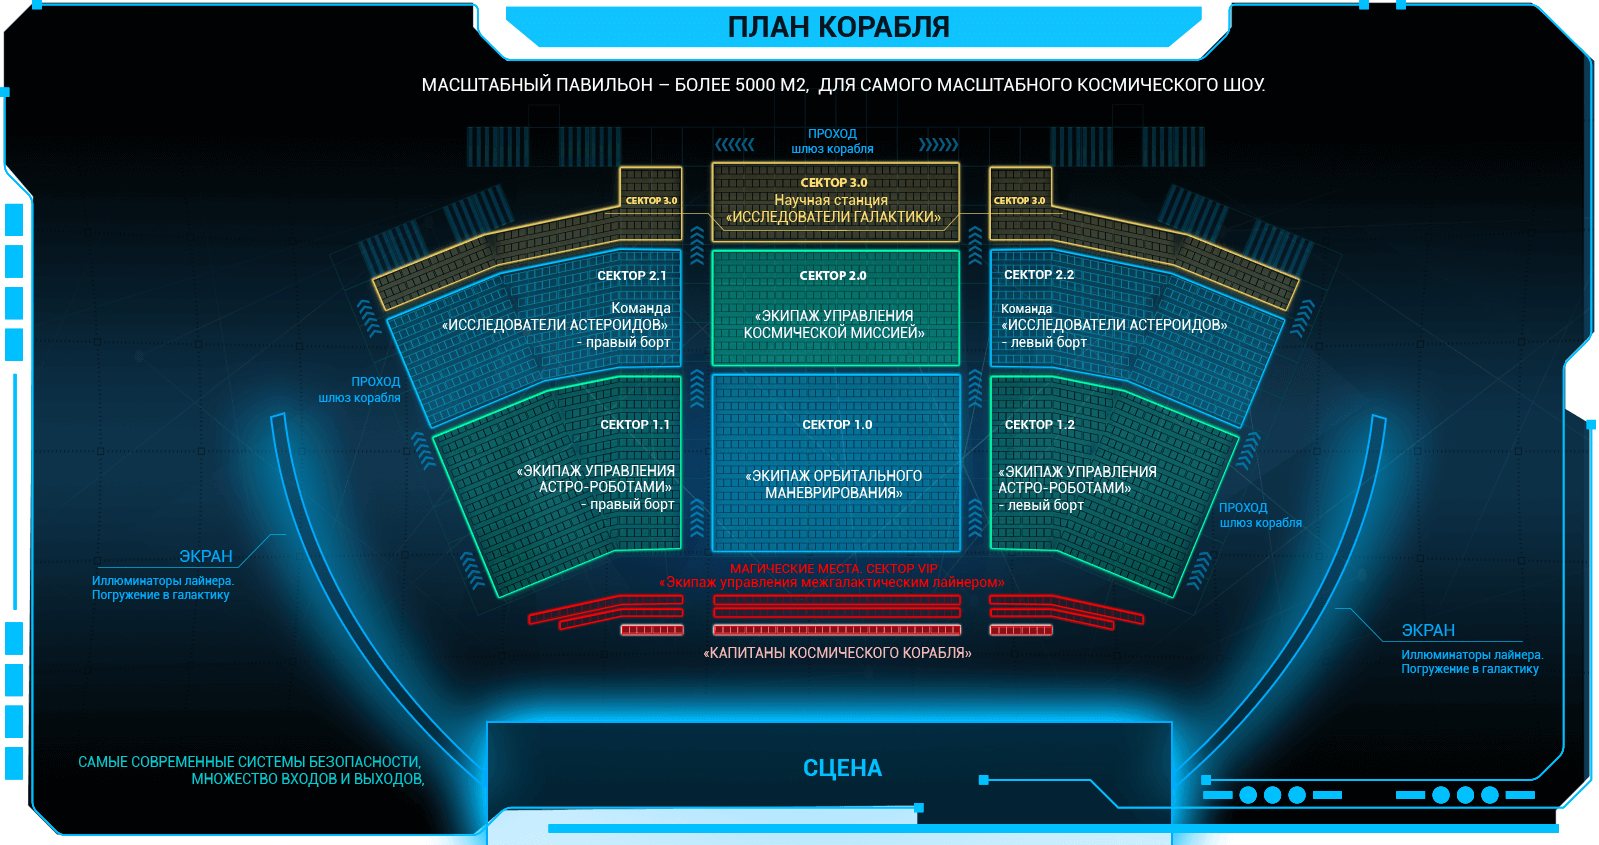 ПЛАН КОРАБЛЯ
МАСШТАБНЫЙ ПАВИЛЬОН – БОЛЕЕ 5000 М2, ДЛЯ САМОГО МАСШТАБНОГО КОСМИЧЕСКОГО ШОУ.
ПРОХОД
шлюз корабля
СЕКТОР 3.0
СЕКТОР 3.0
Научная станция
«ИССЛЕДОВАТЕЛИ ГАЛАКТИКИ»
СЕКТОР 3.0
СЕКТОР 2.1
Команда
«ИССЛЕДОВАТЕЛИ АСТЕРОИДОВ»
- правый борт
СЕКТОР 2.0
«ЭКИПАЖ УПРАВЛЕНИЯ
КОСМИЧЕСКОЙ МИССИЕЙ»
СЕКТОР 2.2
Команда
«ИССЛЕДОВАТЕЛИ АСТЕРОИДОВ»
- левый борт
ПРОХОД
шлюз корабля
СЕКТОР 1.1
«ЭКИПАЖ УПРАВЛЕНИЯ
АСТРО-РОБОТАМИ»
- правый борт
СЕКТОР 1.0
«ЭКИПАЖ ОРБИТАЛЬНОГО
МАНЕВРИРОВАНИЯ»
СЕКТОР 1.2
«ЭКИПАЖ УПРАВЛЕНИЯ
АСТРО-РОБОТАМИ»
- левый борт
ПРОХОД
шлюз корабля
ЭКРАН
Иллюминаторы лайнера.
Погружение в галактику
МАГИЧЕСКИЕ МЕСТА. СЕКТОР VIP
«Экипаж управления межгалактическим лайнером»
«КАПИТАНЫ КОСМИЧЕСКОГО КОРАБЛЯ»
ЭКРАН
Иллюминаторы лайнера.
Погружение в галактику
САМЫЕ СОВРЕМЕННЫЕ СИСТЕМЫ БЕЗОПАСНОСТИ,
МНОЖЕСТВО ВХОДОВ И ВЫХОДОВ,
СЦЕНА